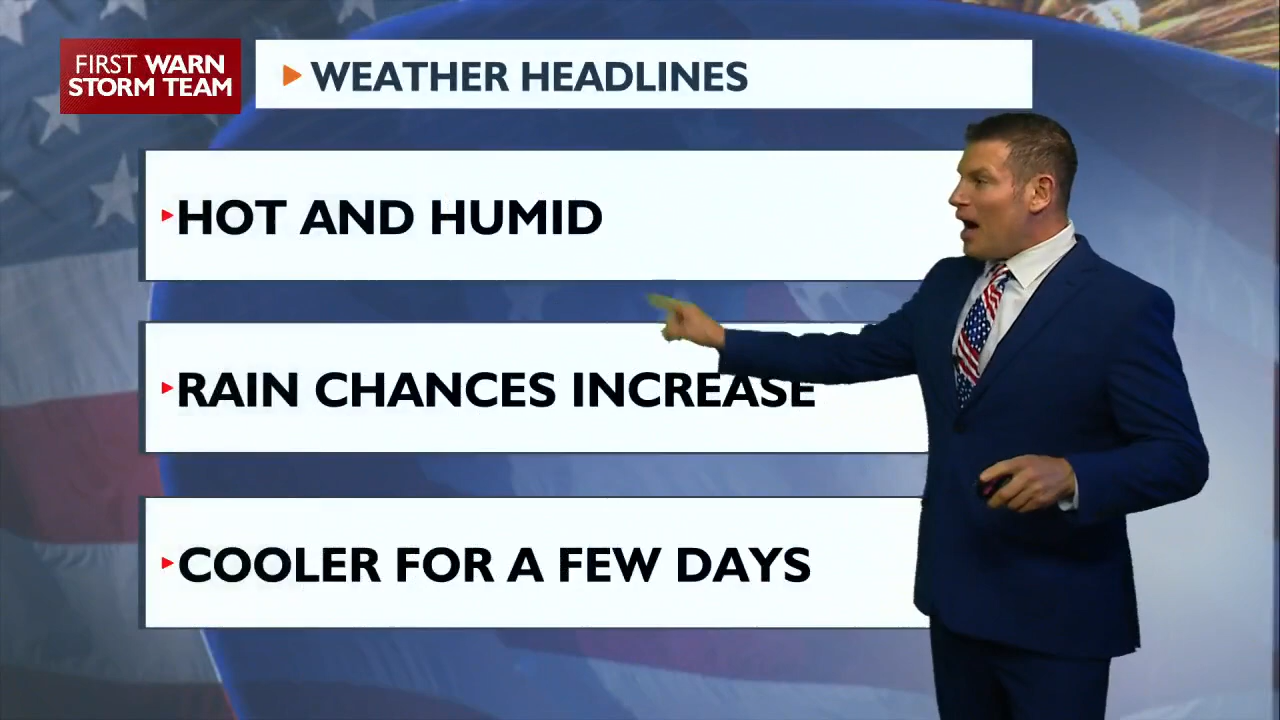 FIRST WARN
STORM TEAM
WEATHER HEADLINES
HOT AND HUMID
RAIN CHANCES INCREASE
COOLER FOR A FEW DAYS